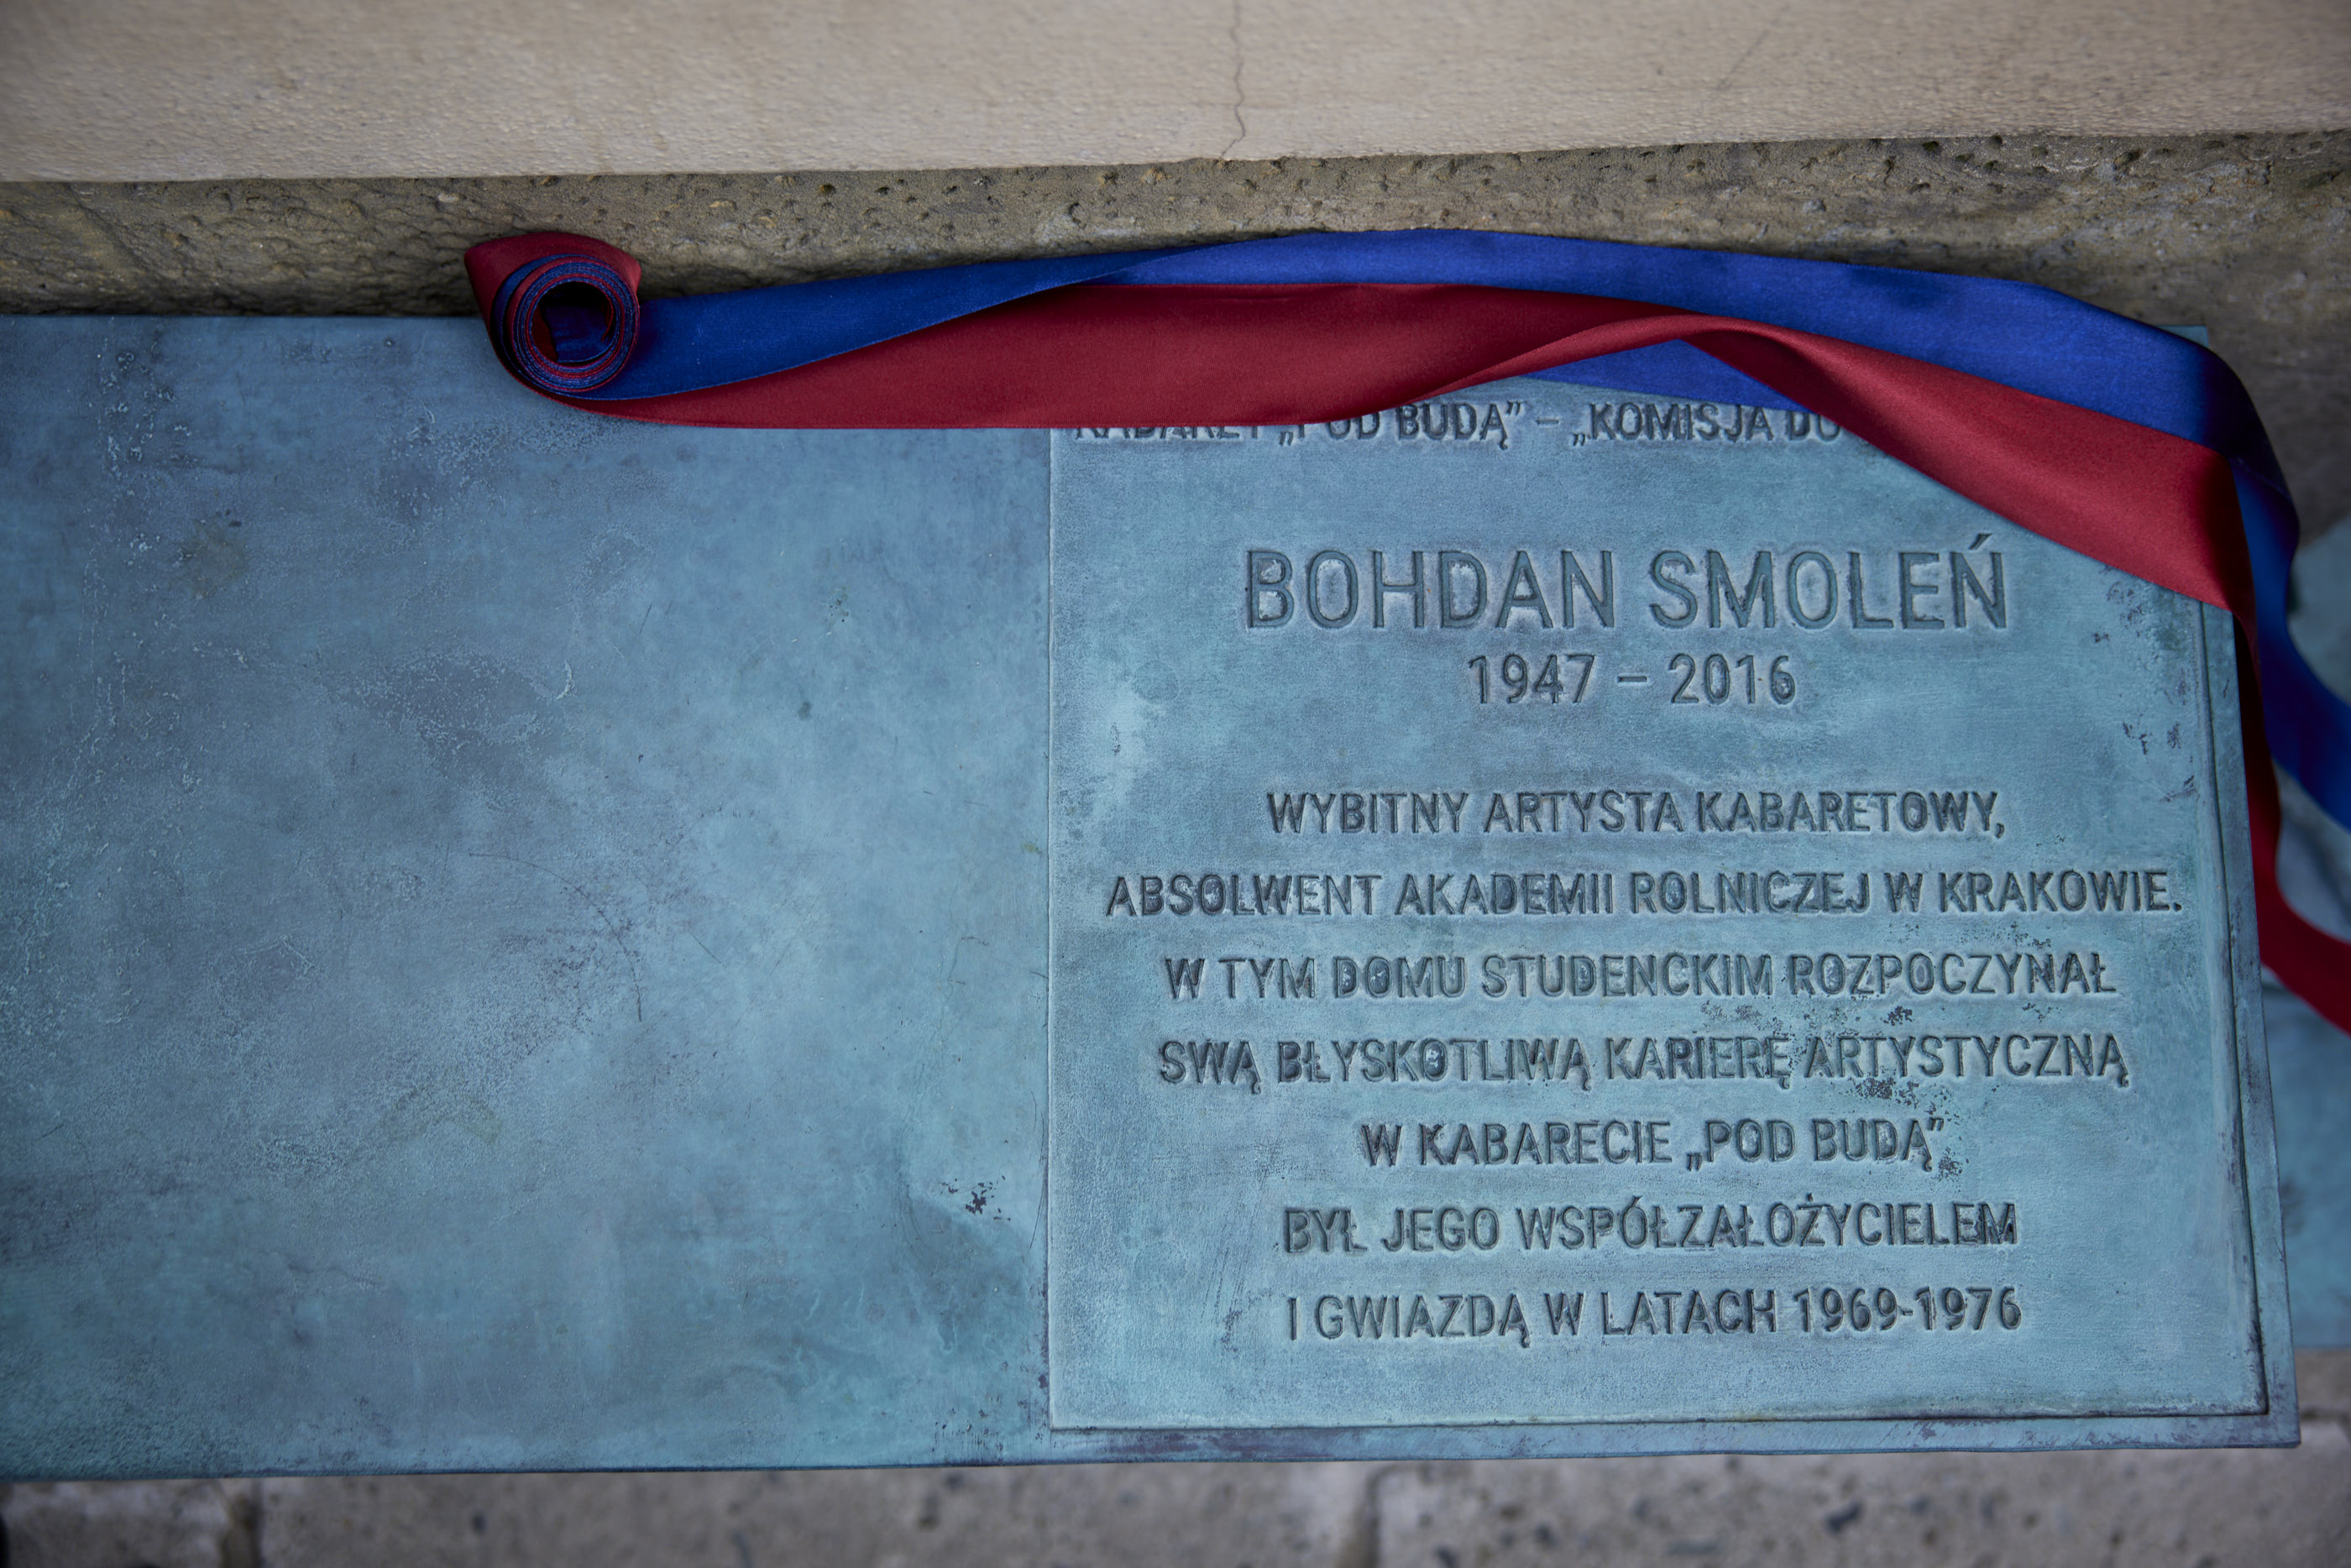 KABARET „POD BUDĄ” – „KOMISJA DO
BOHDAN SMOLEŃ
1947 – 2016
WYBITNY ARTYSTA KABARETOWY,
ABSOLWENT AKADEMII ROLNICZEJ W KRAKOWIE.
W TYM DOMU STUDENCKIM ROZPOCZYNAŁ
SWĄ BŁYSKOTLIWĄ KARIERĘ ARTYSTYCZNĄ
W KABARECIE „POD BUDĄ”
BYŁ JEGO WSPÓŁZAŁOŻYCIELEM
I GWIAZDĄ W LATACH 1969-1976